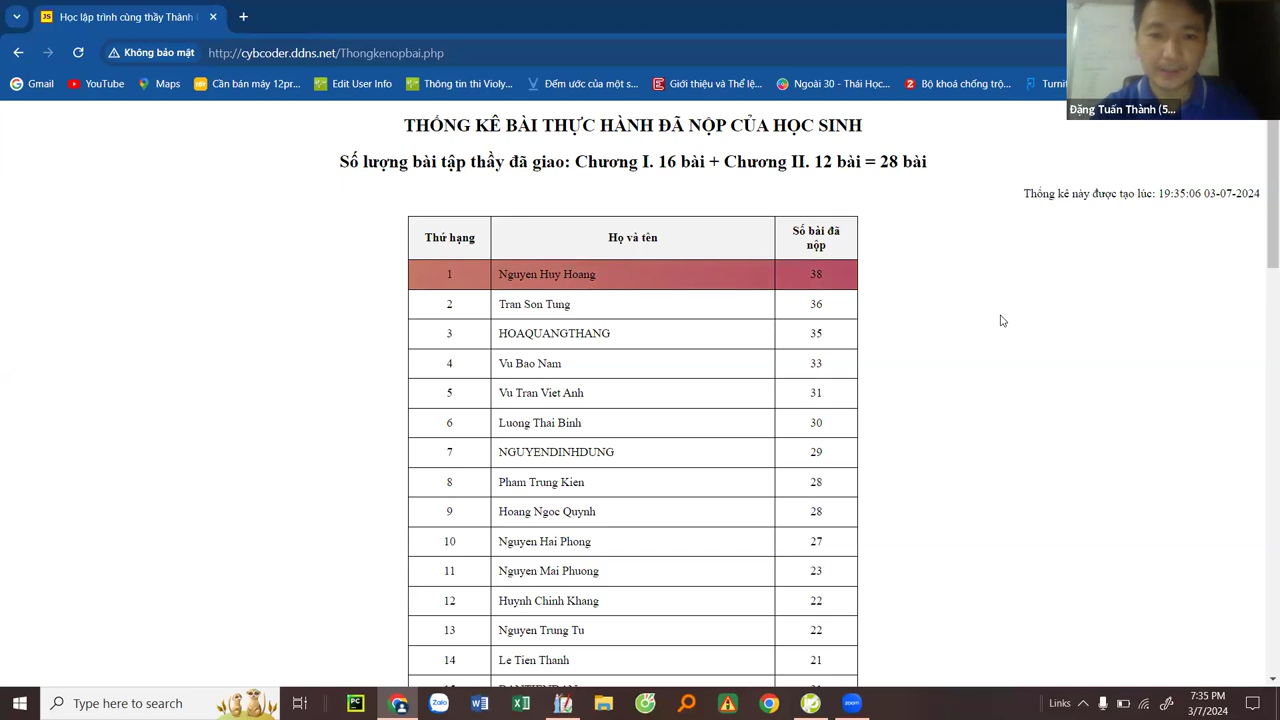 Học lập trình cùng thầy Thành
Không bảo mật
http://cybcoder.ddns.net/Thongkenopbai.php
Gmail
YouTube
Maps
Cần bán máy 12pr...
Edit User Info
Thông tin thi Violy...
Đếm ước của một s...
Giới thiệu và Thể lệ...
Ngoài 30 - Thái Học...
Bộ khoá chống trộ...
Turnit
Đặng Tuấn Thành (5...
THỐNG KÊ BÀI THỰC HÀNH ĐÃ NỘP CỦA HỌC SINH
Số lượng bài tập thầy đã giao: Chương I. 16 bài + Chương II. 12 bài = 28 bài
Thống kê này được tạo lúc: 19:35:06 03-07-2024
Thứ hạng Họ và tên Số bài đã
nộp
1 Nguyen Huy Hoang 38
2 Tran Son Tung 36
3 HOAQUANGTHANG 35
4 Vu Bao Nam 33
5 Vu Tran Viet Anh 31
6 Luong Thai Binh 30
7 NGUYENDINHDUNG 29
8 Pham Trung Kien 28
9 Hoang Ngoc Quynh 28
10 Nguyen Hai Phong 27
11 Nguyen Mai Phuong 23
12 Huynh Chinh Khang 22
13 Nguyen Trung Tu 22
14 Le Tien Thanh 21
Type here to search
Links
7:35 PM
3/7/2024